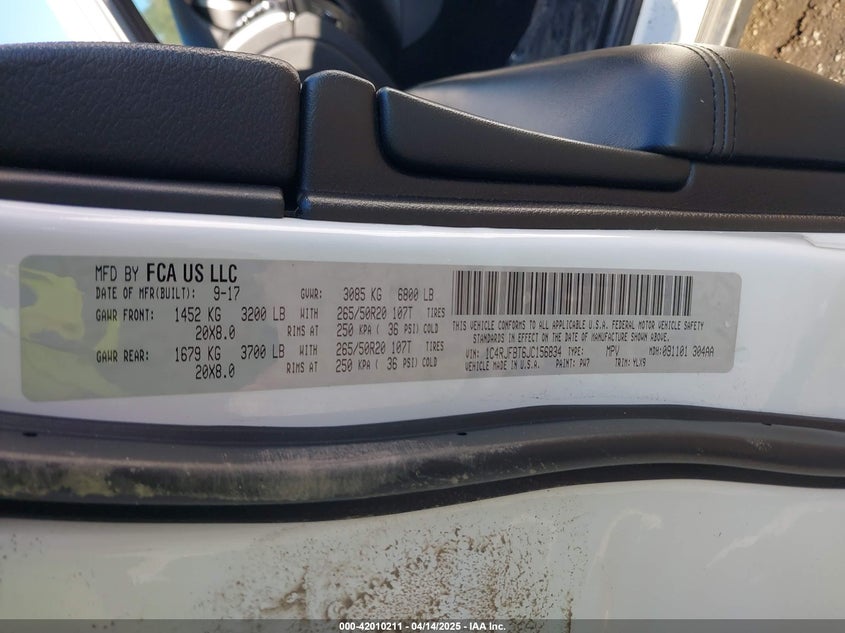 MFD BY FCA US LLC
DATE OF MFR(BUILT): 9-17 GVWR: 3085 KG 6800 LB
GAWR FRONT: 1452 KG 3200 LB WITH 265/50R20 107T TIRES
20X8.0 RIMS AT 250 KPA ( 36 PSI) COLD
GAWR REAR: 1679 KG 3700 LB WITH 265/50R20 107T TIRES
20X8.0 RIMS AT 250 KPA ( 36 PSI) COLD
THIS VEHICLE CONFORMS TO ALL APPLICABLE U.S.A. FEDERAL MOTOR VEHICLE SAFETY
STANDARDS IN EFFECT ON THE DATE OF MANUFACTURE SHOWN ABOVE.
VIN: 1C4RJFBT6JC156834 TYPE: MPV MDH:091101 304AA
VEHICLE MADE IN U.S.A. PAINT: PW7 TRIM: YLX9
000-42010211 - 04/14/2025 - IAA Inc.